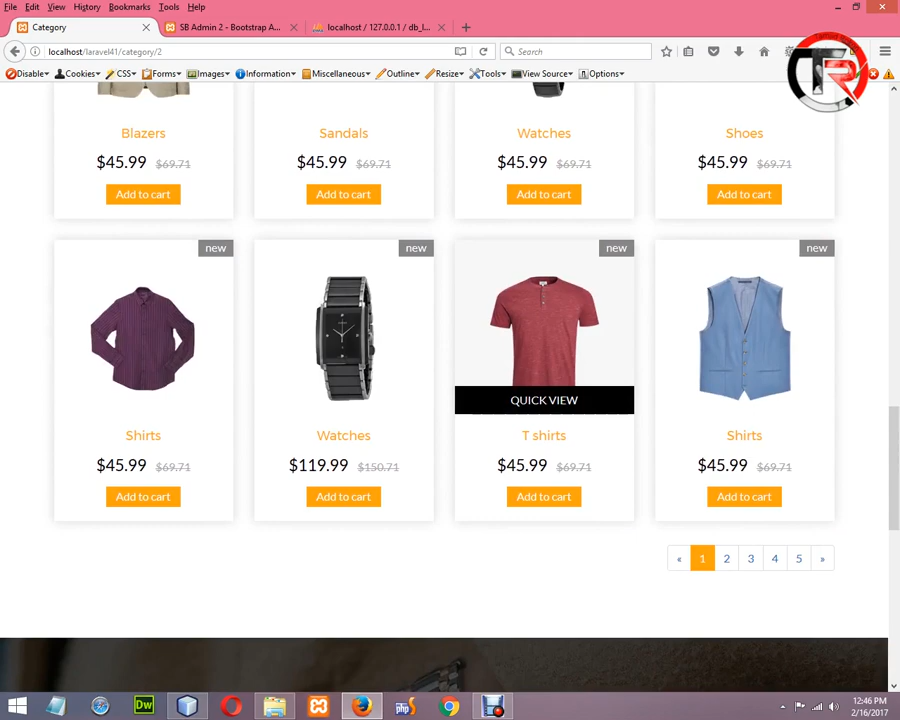 File Edit View History Bookmarks Tools Help
Category
SB Admin 2 - Bootstrap A...
localhost / 127.0.0.1 / db_l...
localhost/laravel41/category/2
Search
Disable Cookies CSS Forms Images Information Miscellaneous Outline Resize Tools View Source Options
TR
Blazers Sandals Watches Shoes
$45.99 $69.71 $45.99 $69.71 $45.99 $69.71 $45.99 $69.71
Add to cart Add to cart Add to cart Add to cart
new new new new
QUICK VIEW
Shirts Watches T shirts Shirts
$45.99 $69.71 $119.99 $150.71 $45.99 $69.71 $45.99 $69.71
Add to cart Add to cart Add to cart Add to cart
« 1 2 3 4 5 »
Dw
php
12:46 PM
2/16/2017